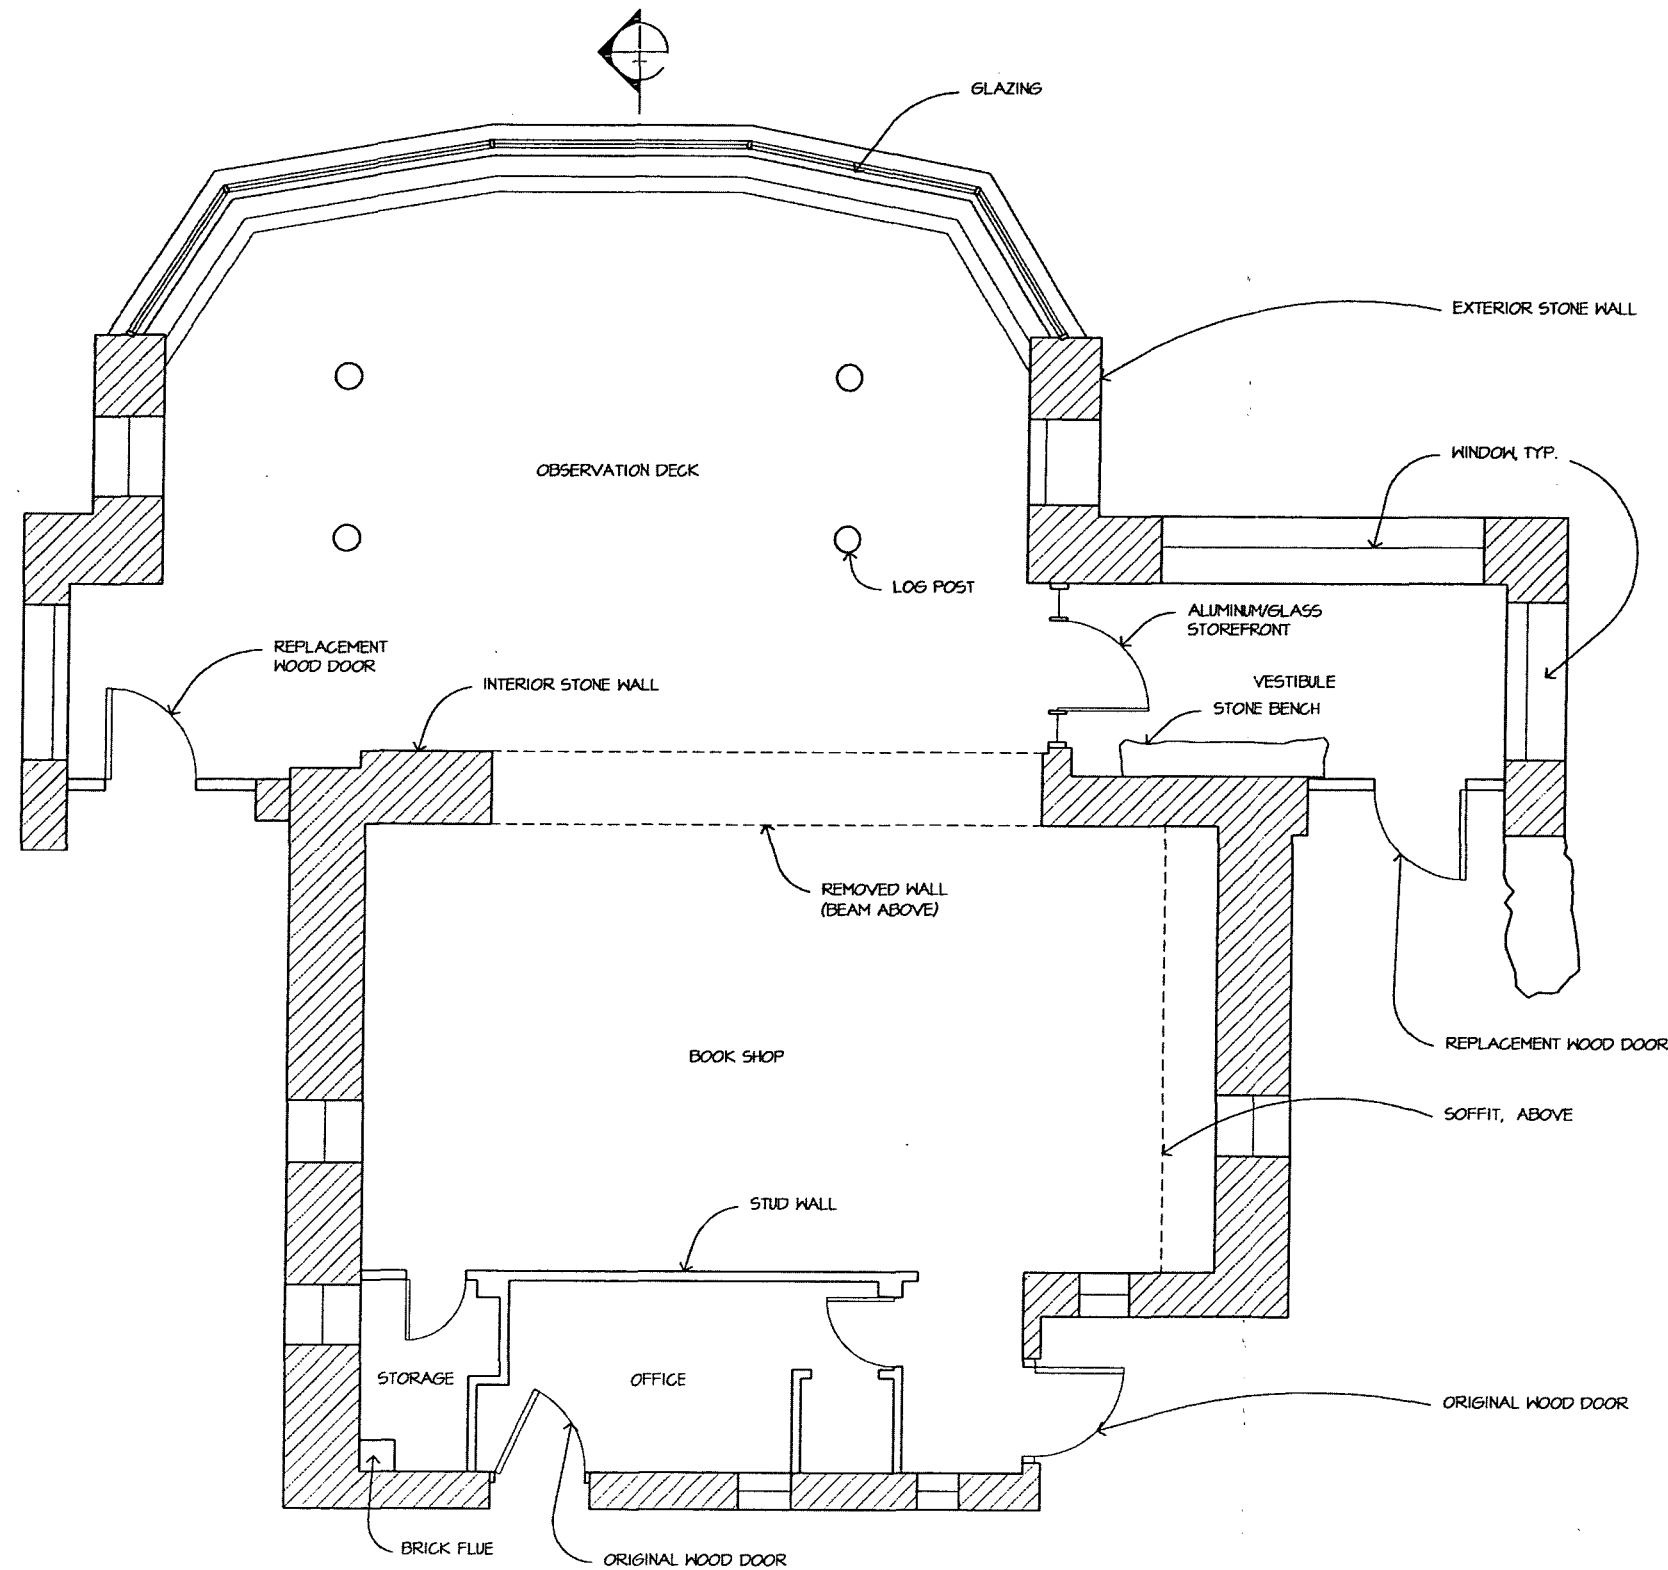 GLAZING
EXTERIOR STONE WALL
WINDOW, TYP.
OBSERVATION DECK
LOG POST
ALUMINUM/GLASS
STOREFRONT
REPLACEMENT
WOOD DOOR
INTERIOR STONE WALL
VESTIBULE
STONE BENCH
REMOVED WALL
(BEAM ABOVE)
REPLACEMENT WOOD DOOR
BOOK SHOP
SOFFIT, ABOVE
STUD WALL
STORAGE
OFFICE
ORIGINAL WOOD DOOR
BRICK FLUE
ORIGINAL WOOD DOOR